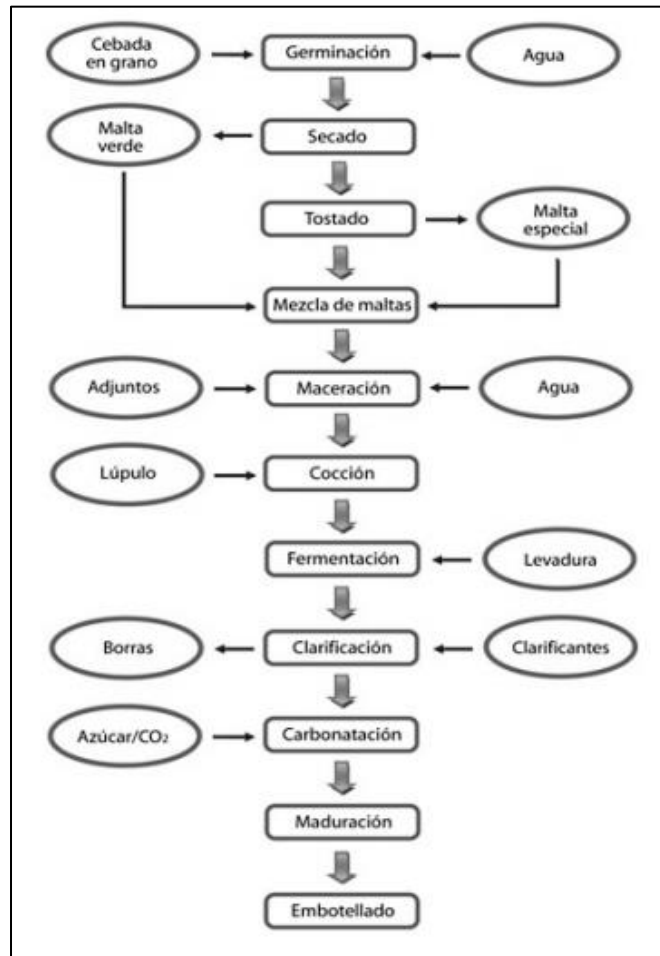 Cebada
en grano
Germinación
Agua
Malta
verde
Secado
Tostado
Malta
especial
Mezcla de maltas
Adjuntos
Maceración
Agua
Lúpulo
Cocción
Fermentación
Levadura
Borras
Clarificación
Clarificantes
Azúcar/CO₂
Carbonatación
Maduración
Embotellado